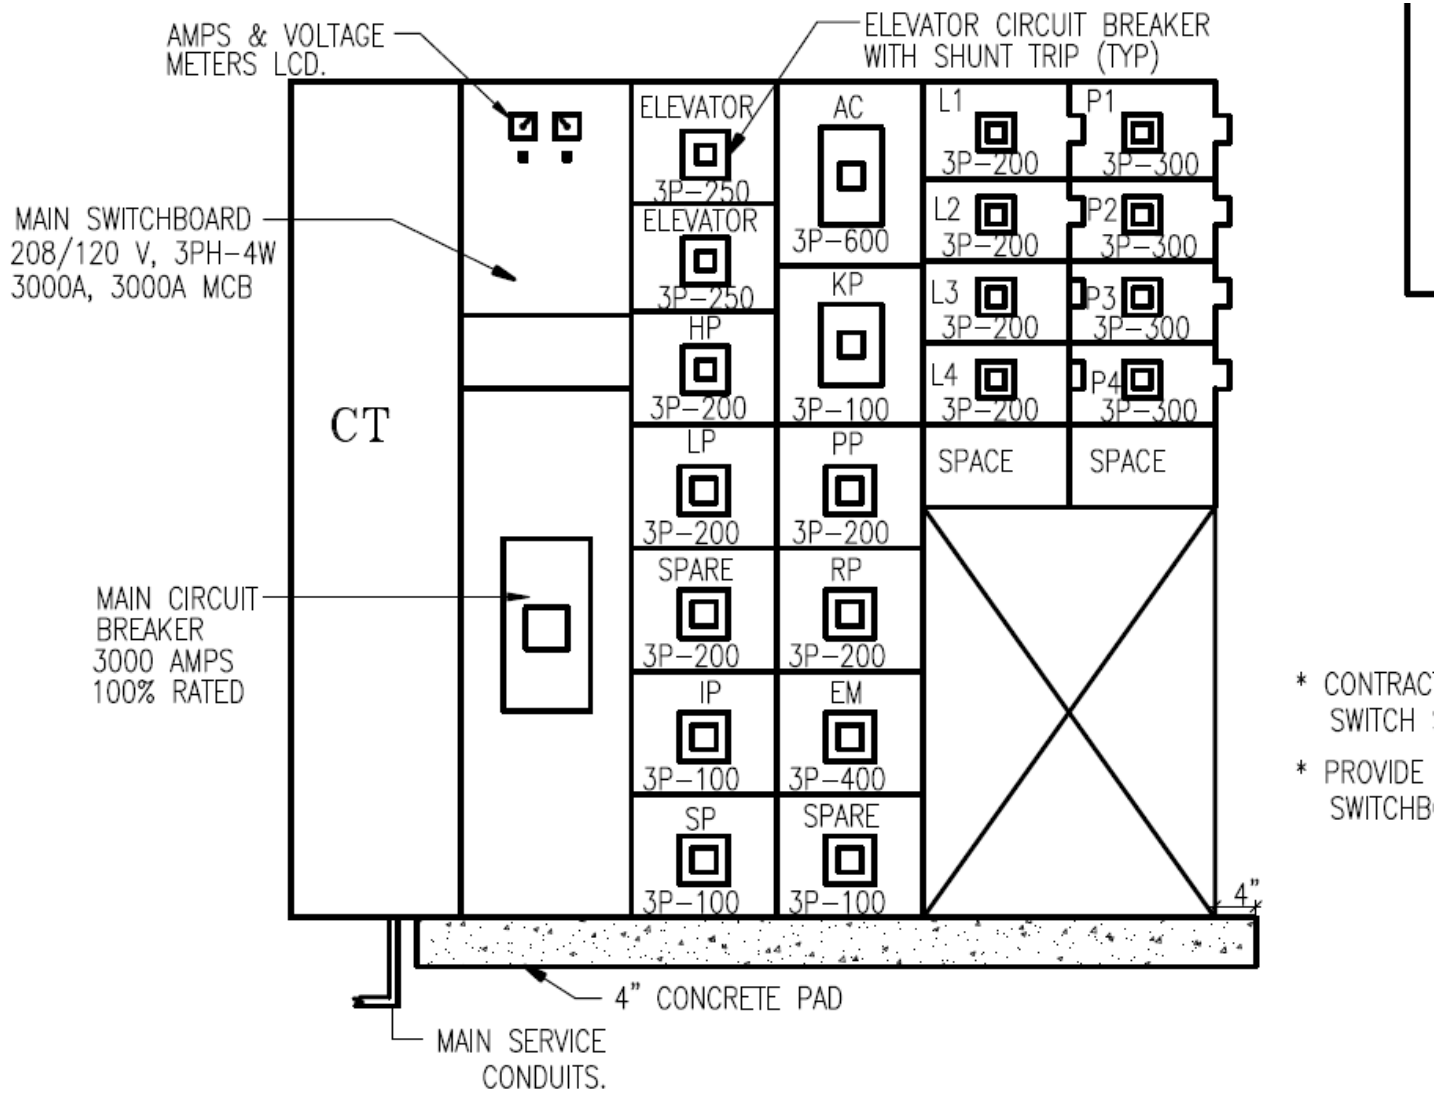 AMPS & VOLTAGE
METERS LCD.
ELEVATOR CIRCUIT BREAKER
WITH SHUNT TRIP (TYP)
MAIN SWITCHBOARD
208/120 V, 3PH-4W
3000A, 3000A MCB
MAIN CIRCUIT
BREAKER
3000 AMPS
100% RATED
CT
ELEVATOR
3P-250
ELEVATOR
3P-250
HP
3P-200
LP
3P-200
SPARE
3P-200
IP
3P-100
SP
3P-100
AC
3P-600
KP
3P-100
PP
3P-200
RP
3P-200
EM
3P-400
SPARE
3P-100
L1
3P-200
L2
3P-200
L3
3P-200
L4
3P-200
SPACE
P1
3P-300
P2
3P-300
P3
3P-300
P4
3P-300
SPACE
4"
4" CONCRETE PAD
MAIN SERVICE
CONDUITS.
* CONTRACT
SWITCH
* PROVIDE
SWITCHB